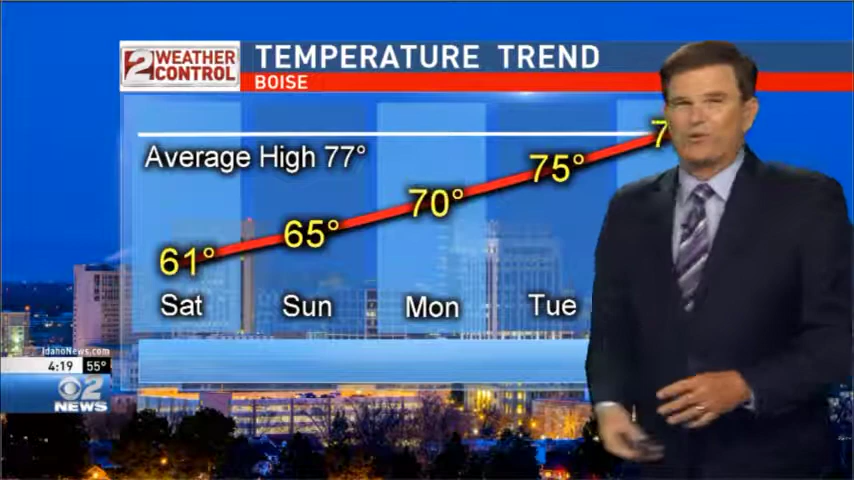 2 WEATHER
CONTROL
TEMPERATURE TREND
BOISE
Average High 77°
61° 65° 70° 75° 7
Sat Sun Mon Tue
IdahoNews.com
4:19 55°
2
NEWS